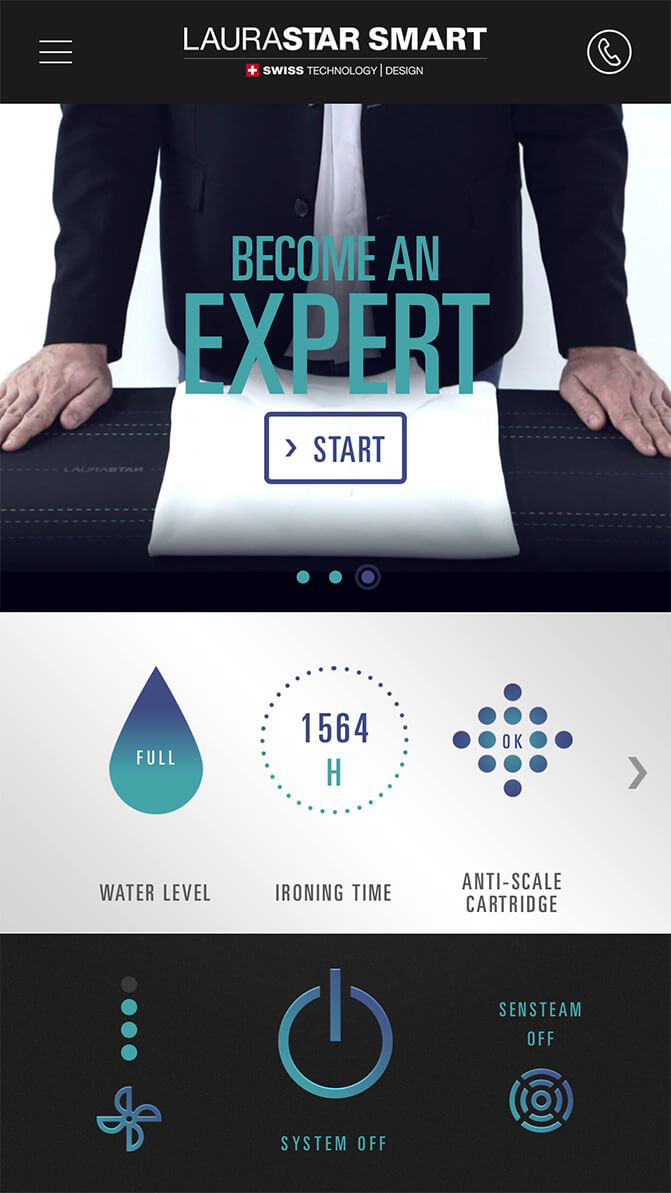 LAURASTAR SMART
SWISS TECHNOLOGY | DESIGN
BECOME AN
EXPERT
› START
LAURASTAR
FULL
1564
H
OK
WATER LEVEL
IRONING TIME
ANTI-SCALE
CARTRIDGE
SENSTEAM
OFF
SYSTEM OFF